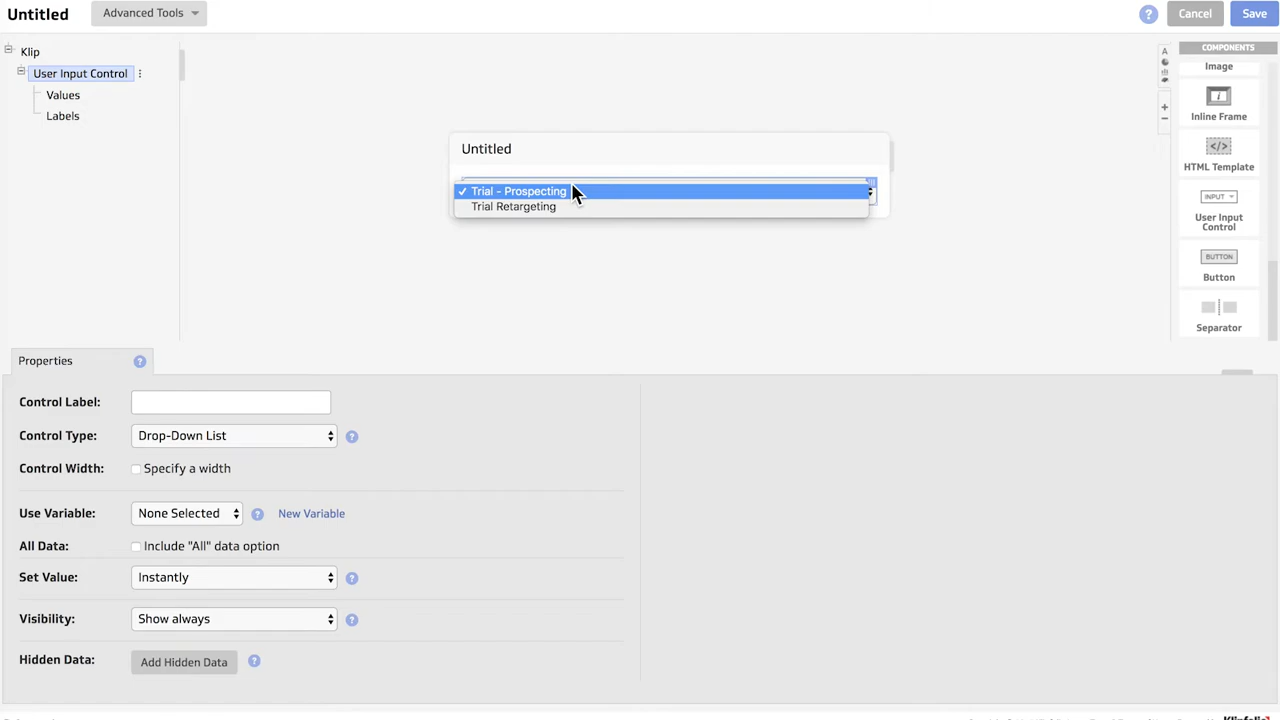 Untitled
Advanced Tools
?
Cancel
Save
Klip
User Input Control
Values
Labels
Untitled
✓ Trial - Prospecting
Trial Retargeting
A
+
−
COMPONENTS
Image
Inline Frame
</>
HTML Template
INPUT
User Input
Control
BUTTON
Button
Separator
Properties
?
Control Label:
Control Type:
Drop-Down List
?
Control Width:
Specify a width
Use Variable:
None Selected
?
New Variable
All Data:
Include "All" data option
Set Value:
Instantly
?
Visibility:
Show always
?
Hidden Data:
Add Hidden Data
?